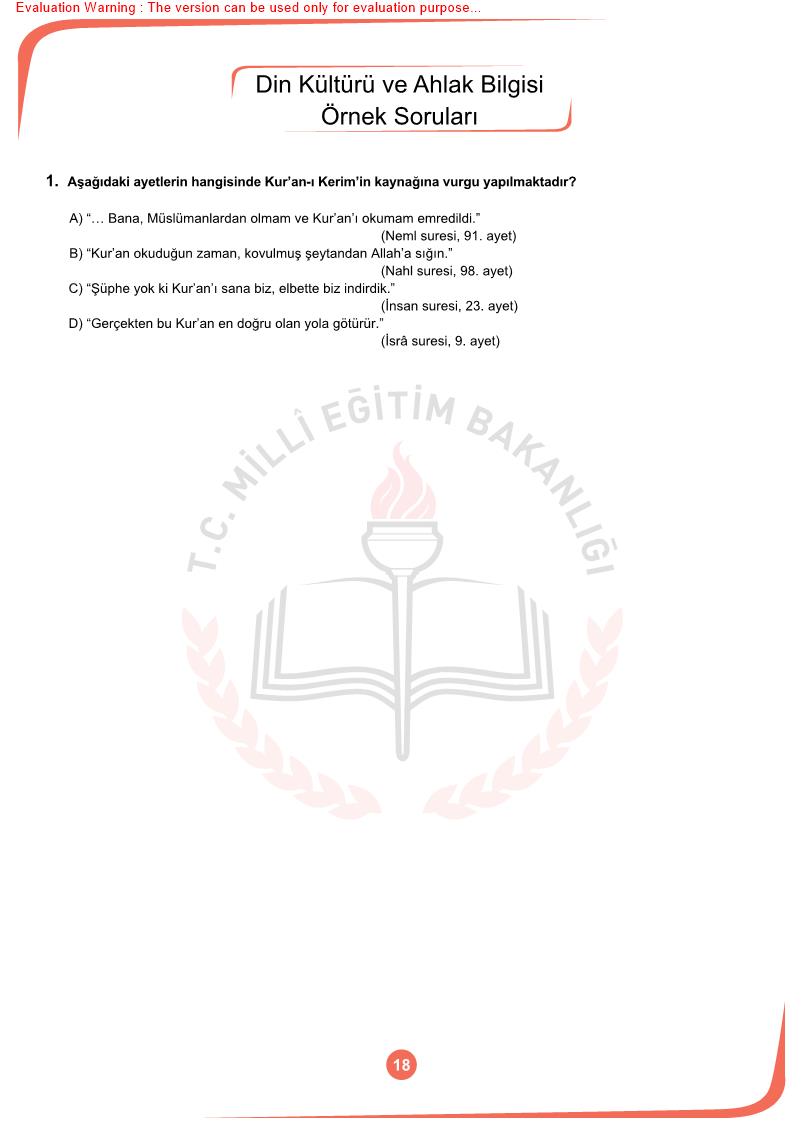 Evaluation Warning : The version can be used only for evaluation purpose...
Din Kültürü ve Ahlak Bilgisi
Örnek Soruları
1. Aşağıdaki ayetlerin hangisinde Kur’an-ı Kerim’in kaynağına vurgu yapılmaktadır?
A) “… Bana, Müslümanlardan olmam ve Kur’an’ı okumam emredildi.”
(Neml suresi, 91. ayet)
B) “Kur’an okuduğun zaman, kovulmuş şeytandan Allah’a sığın.”
(Nahl suresi, 98. ayet)
C) “Şüphe yok ki Kur’an’ı sana biz, elbette biz indirdik.”
(İnsan suresi, 23. ayet)
D) “Gerçekten bu Kur’an en doğru olan yola götürür.”
(İsrâ suresi, 9. ayet)
T.C. MİLLÎ EĞİTİM BAKANLIĞI
18